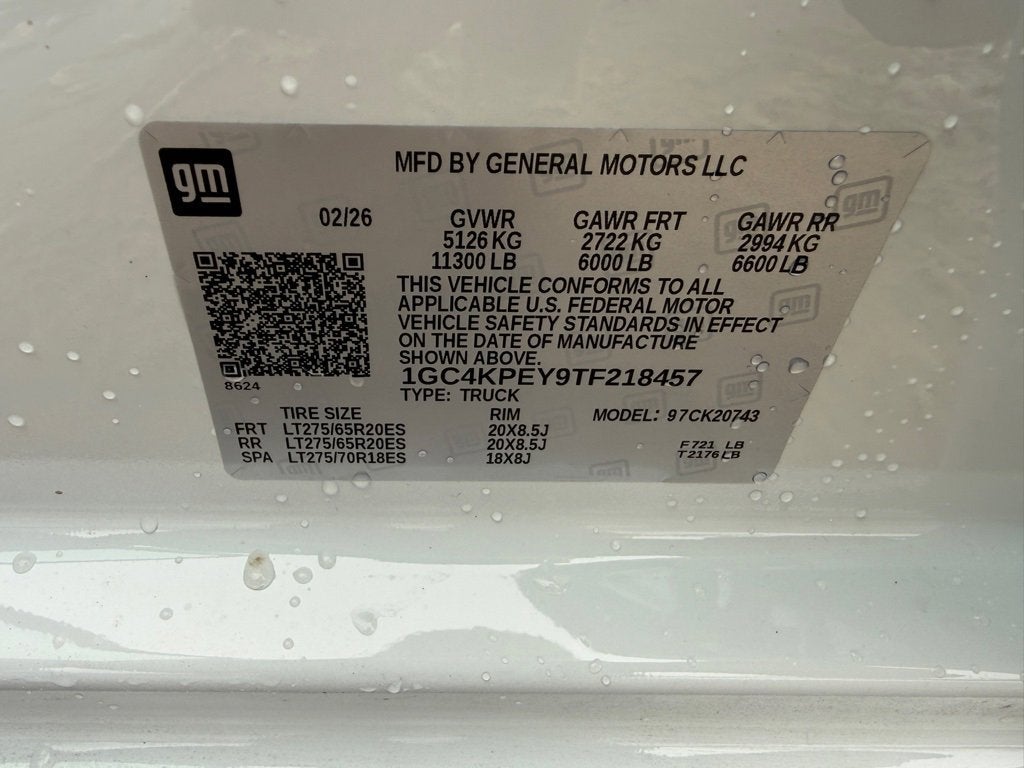 gm
MFD BY GENERAL MOTORS LLC
02/26
GVWR
5126 KG
11300 LB
GAWR FRT
2722 KG
6000 LB
GAWR RR
2994 KG
6600 LB
THIS VEHICLE CONFORMS TO ALL
APPLICABLE U.S. FEDERAL MOTOR
VEHICLE SAFETY STANDARDS IN EFFECT
ON THE DATE OF MANUFACTURE
SHOWN ABOVE.
8624
1GC4KPEY9TF218457
TYPE: TRUCK
TIRE SIZE RIM MODEL: 97CK20743
FRT LT275/65R20ES 20X8.5J
RR LT275/65R20ES 20X8.5J
SPA LT275/70R18ES 18X8J
F721 LB
T2176LB